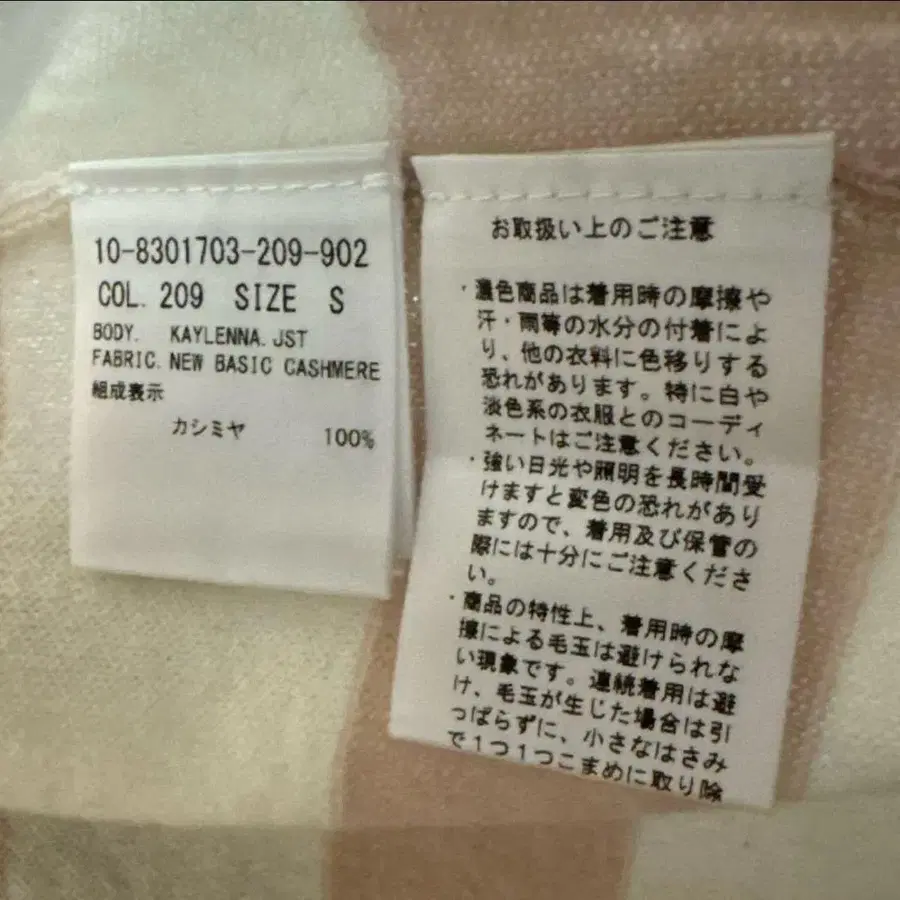 10-8301703-209-902
COL. 209 SIZE S
BODY. KAYLENNA.JST
FABRIC. NEW BASIC CASHMERE
組成表示
カシミヤ 100%
お取扱い上のご注意
・濃色商品は着用時の摩擦や
汗・雨等の水分の付着によ
り、他の衣料に色移りする
恐れがあります。特に白や
淡色系の衣服とのコーディ
ネートはご注意ください。
・強い日光や照明を長時間受
けますと変色の恐れがあり
ますので、着用及び保管の
際には十分にご注意くださ
い。
・商品の特性上、着用時の摩
擦による毛玉は避けられな
い現象です。連続着用は避
け、毛玉が生じた場合は引
っぱらずに、小さなはさみ
で1つ1つこまめに取り除